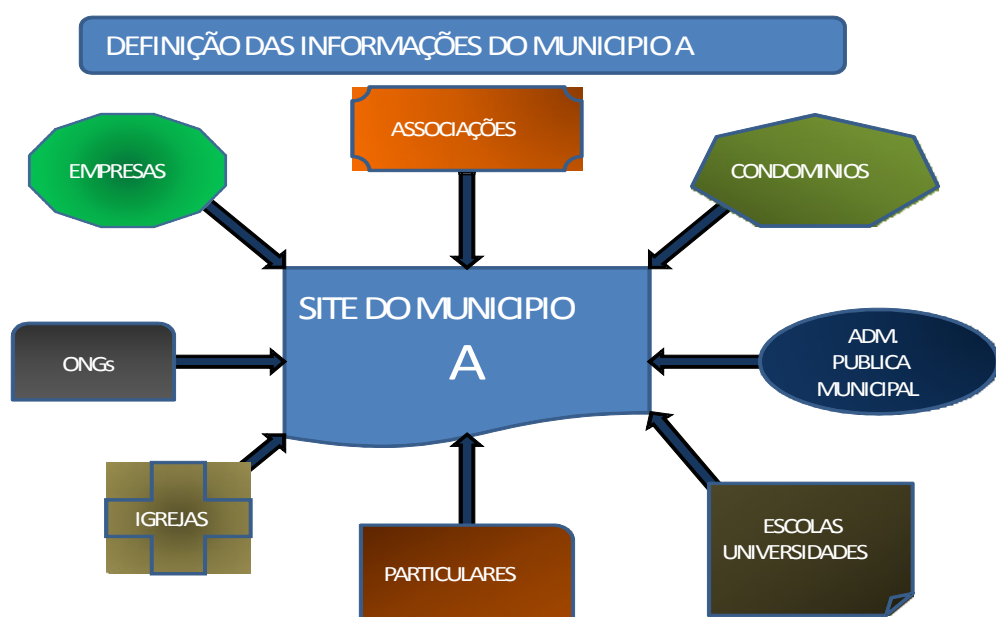 DEFINIÇÃO DAS INFORMAÇÕES DO MUNICIPIO A
ASSOCIAÇÕES
EMPRESAS
CONDOMINIOS
SITE DO MUNICIPIO
A
ONGs
ADM.
PUBLICA
MUNICIPAL
IGREJAS
PARTICULARES
ESCOLAS
UNIVERSIDADES